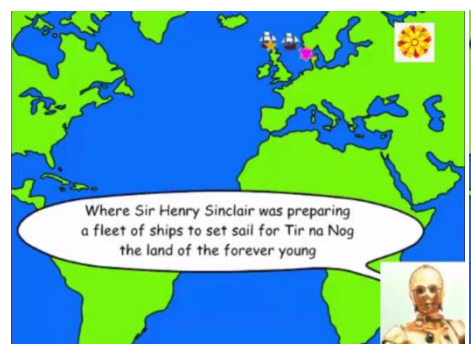 Where Sir Henry Sinclair was preparing
a fleet of ships to set sail for Tir na Nog
the land of the forever young